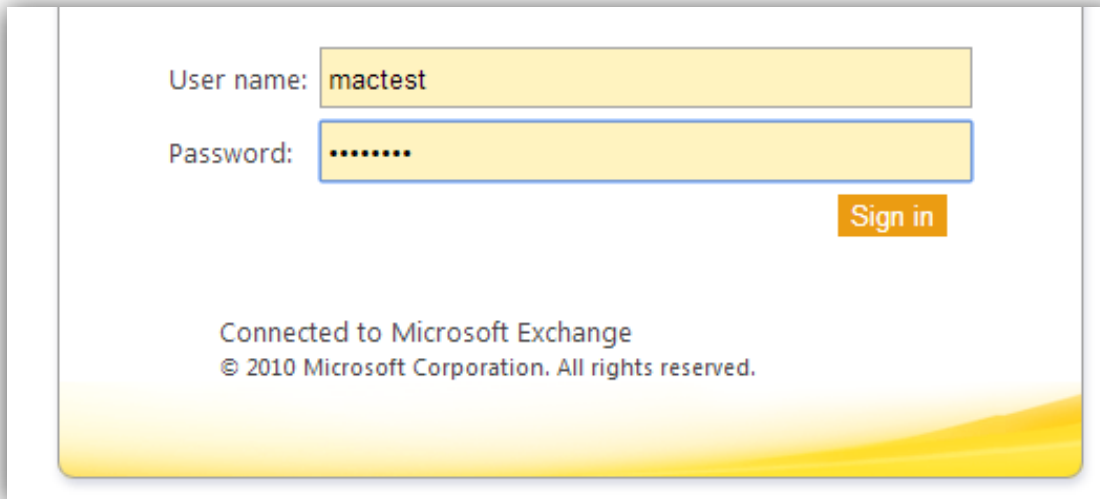 User name: mactest
Password: ••••••••
Sign in
Connected to Microsoft Exchange
© 2010 Microsoft Corporation. All rights reserved.